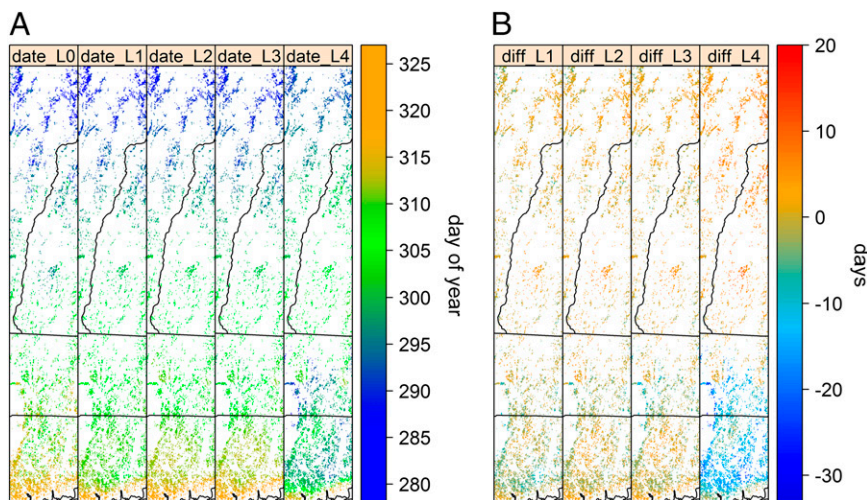 A
B
date_L0 date_L1 date_L2 date_L3 date_L4
diff_L1 diff_L2 diff_L3 diff_L4
325
320
315
310
305
300
295
290
285
280
day of year
20
10
0
-10
-20
-30
days